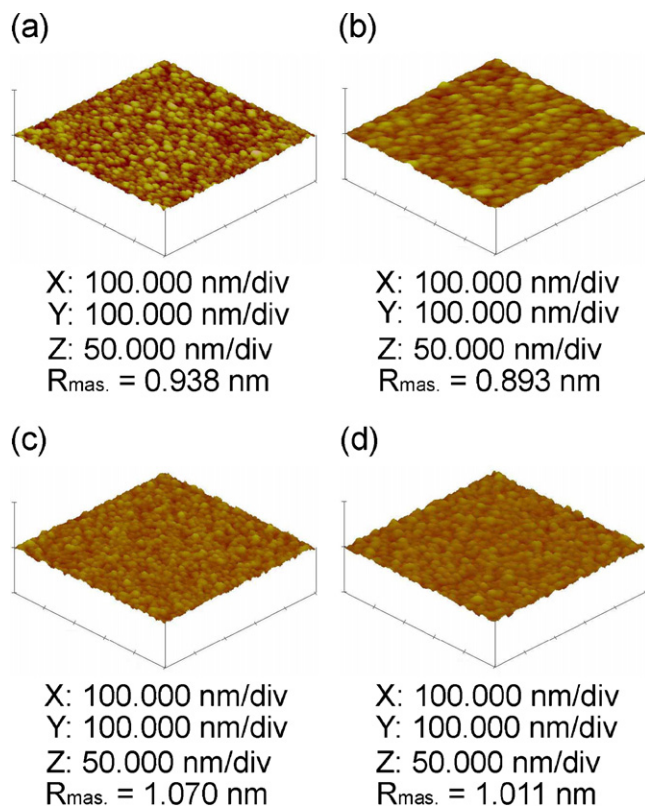 (a)
(b)
X: 100.000 nm/div
Y: 100.000 nm/div
Z: 50.000 nm/div
Rmas. = 0.938 nm
X: 100.000 nm/div
Y: 100.000 nm/div
Z: 50.000 nm/div
Rmas. = 0.893 nm
(c)
(d)
X: 100.000 nm/div
Y: 100.000 nm/div
Z: 50.000 nm/div
Rmas. = 1.070 nm
X: 100.000 nm/div
Y: 100.000 nm/div
Z: 50.000 nm/div
Rmas. = 1.011 nm